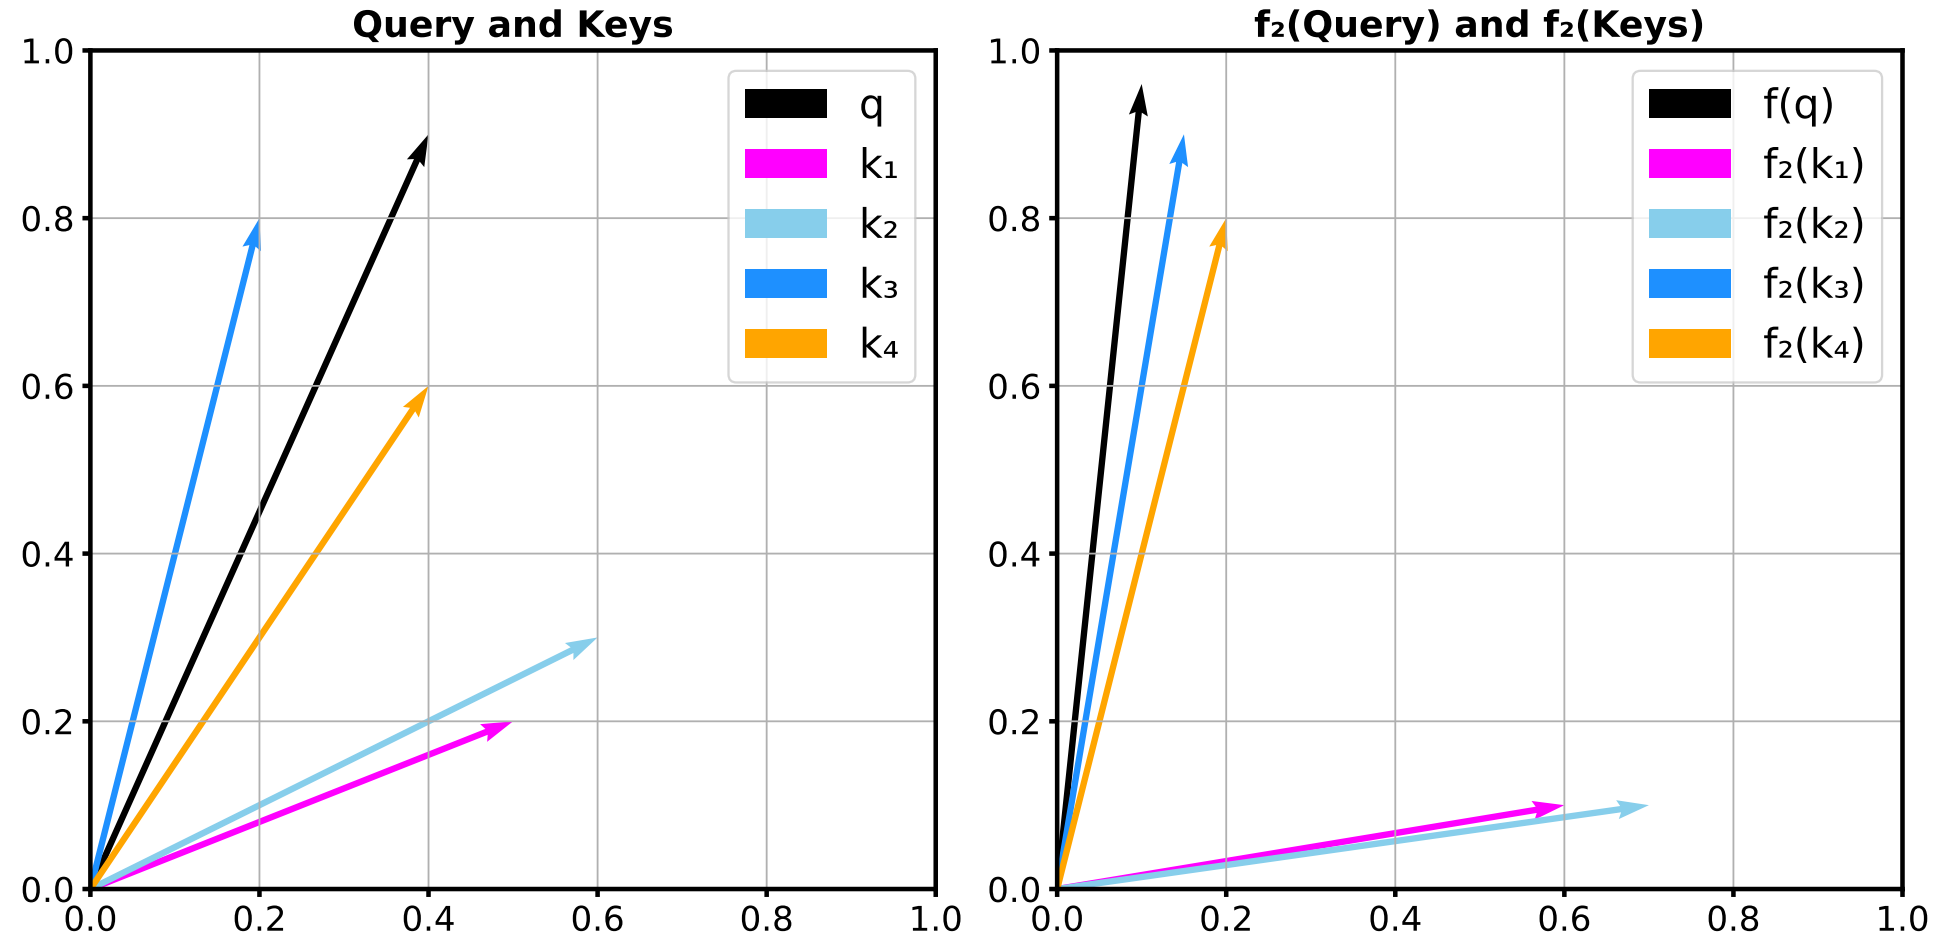 Query and Keys
1.0
0.8
0.6
0.4
0.2
0.0
0.0 0.2 0.4 0.6 0.8 1.0
q
k₁
k₂
k₃
k₄
f₂(Query) and f₂(Keys)
1.0
0.8
0.6
0.4
0.2
0.0
0.0 0.2 0.4 0.6 0.8 1.0
f(q)
f₂(k₁)
f₂(k₂)
f₂(k₃)
f₂(k₄)